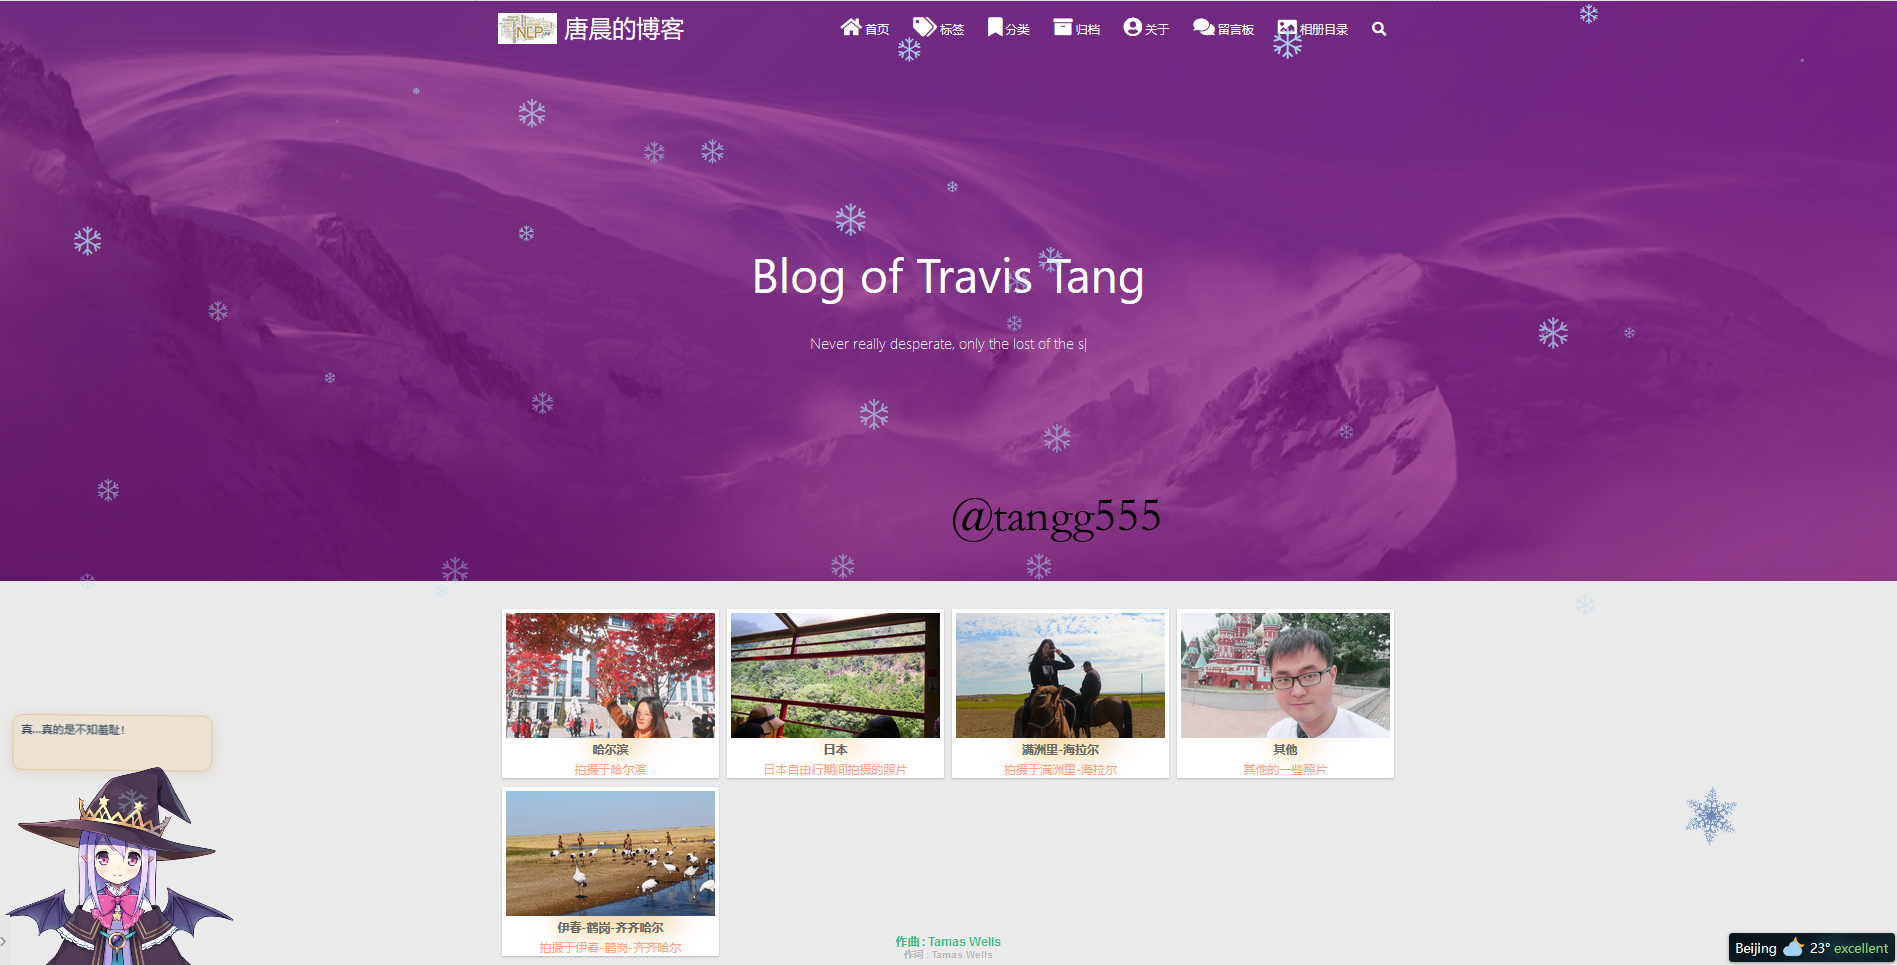 NLP
唐晨的博客
首页
标签
分类
归档
关于
留言板
相册目录
Blog of Travis Tang
Never really desperate, only the lost of the s|
@tangg555
哈尔滨
拍摄于哈尔滨
日本
日本自由行期间拍摄的照片
满洲里-海拉尔
拍摄于满洲里-海拉尔
其他
其他的一些照片
真...真的是不知羞耻!
伊春-鹤岗-齐齐哈尔
拍摄于伊春-鹤岗-齐齐哈尔
作曲 : Tamas Wells
作词 : Tamas Wells
Beijing 23° excellent